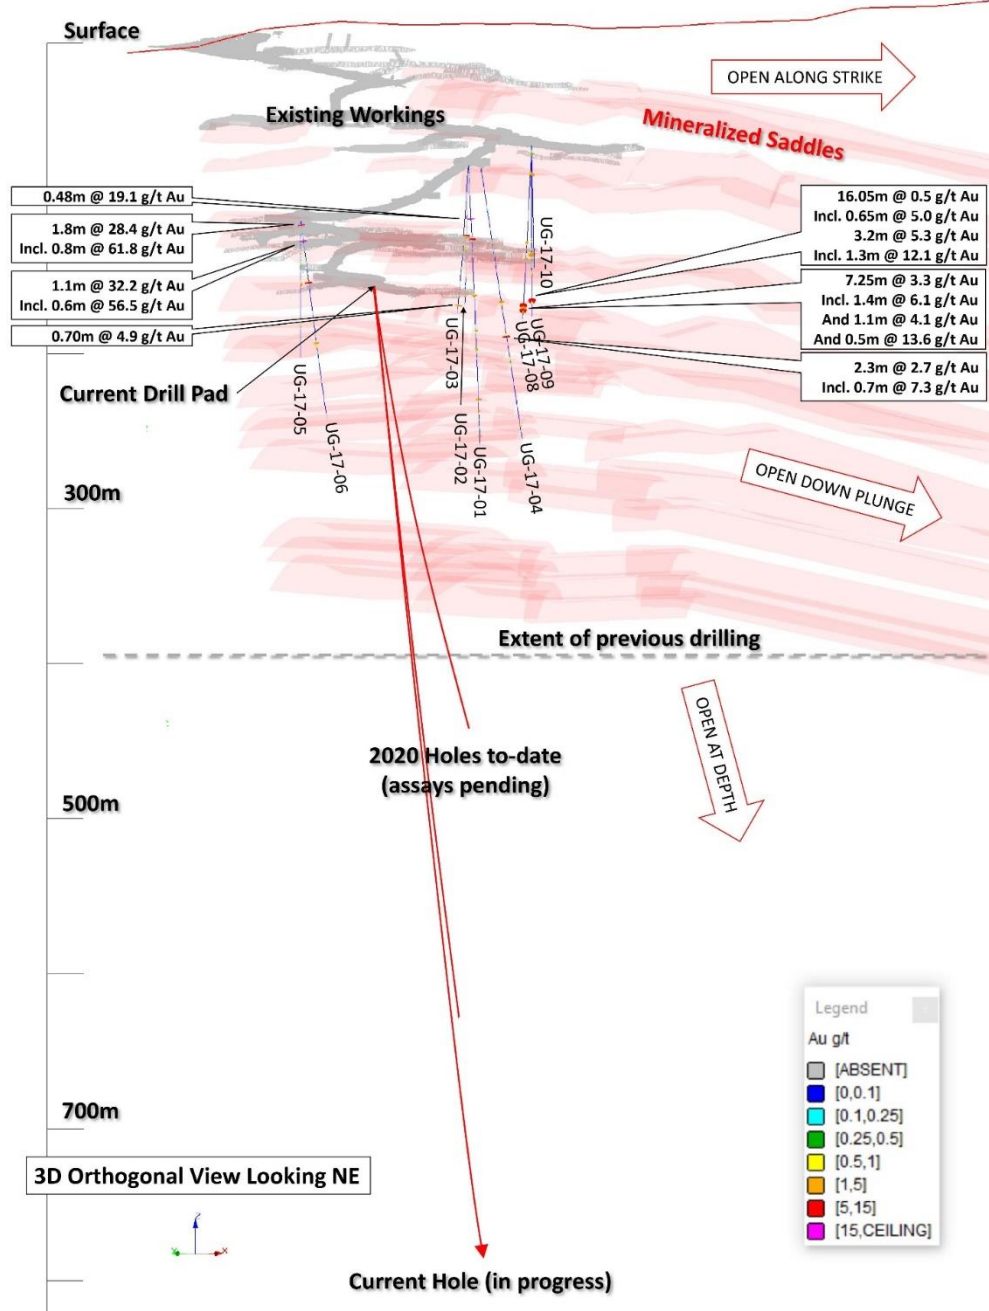 Surface
OPEN ALONG STRIKE
Existing Workings
Mineralized Saddles
0.48m @ 19.1 g/t Au
1.8m @ 28.4 g/t Au
Incl. 0.8m @ 61.8 g/t Au
1.1m @ 32.2 g/t Au
Incl. 0.6m @ 56.5 g/t Au
0.70m @ 4.9 g/t Au
16.05m @ 0.5 g/t Au
Incl. 0.65m @ 5.0 g/t Au
3.2m @ 5.3 g/t Au
Incl. 1.3m @ 12.1 g/t Au
7.25m @ 3.3 g/t Au
Incl. 1.4m @ 6.1 g/t Au
And 1.1m @ 4.1 g/t Au
And 0.5m @ 13.6 g/t Au
2.3m @ 2.7 g/t Au
Incl. 0.7m @ 7.3 g/t Au
Current Drill Pad
UG-17-05
UG-17-06
UG-17-03
UG-17-02
UG-17-01
UG-17-04
UG-17-08
UG-17-09
UG-17-10
300m
OPEN DOWN PLUNGE
Extent of previous drilling
OPEN AT DEPTH
2020 Holes to-date
(assays pending)
500m
700m
3D Orthogonal View Looking NE
Current Hole (in progress)
Legend
Au g/t
[ABSENT]
[0,0.1]
[0.1,0.25]
[0.25,0.5]
[0.5,1]
[1,5]
[5,15]
[15,CEILING]